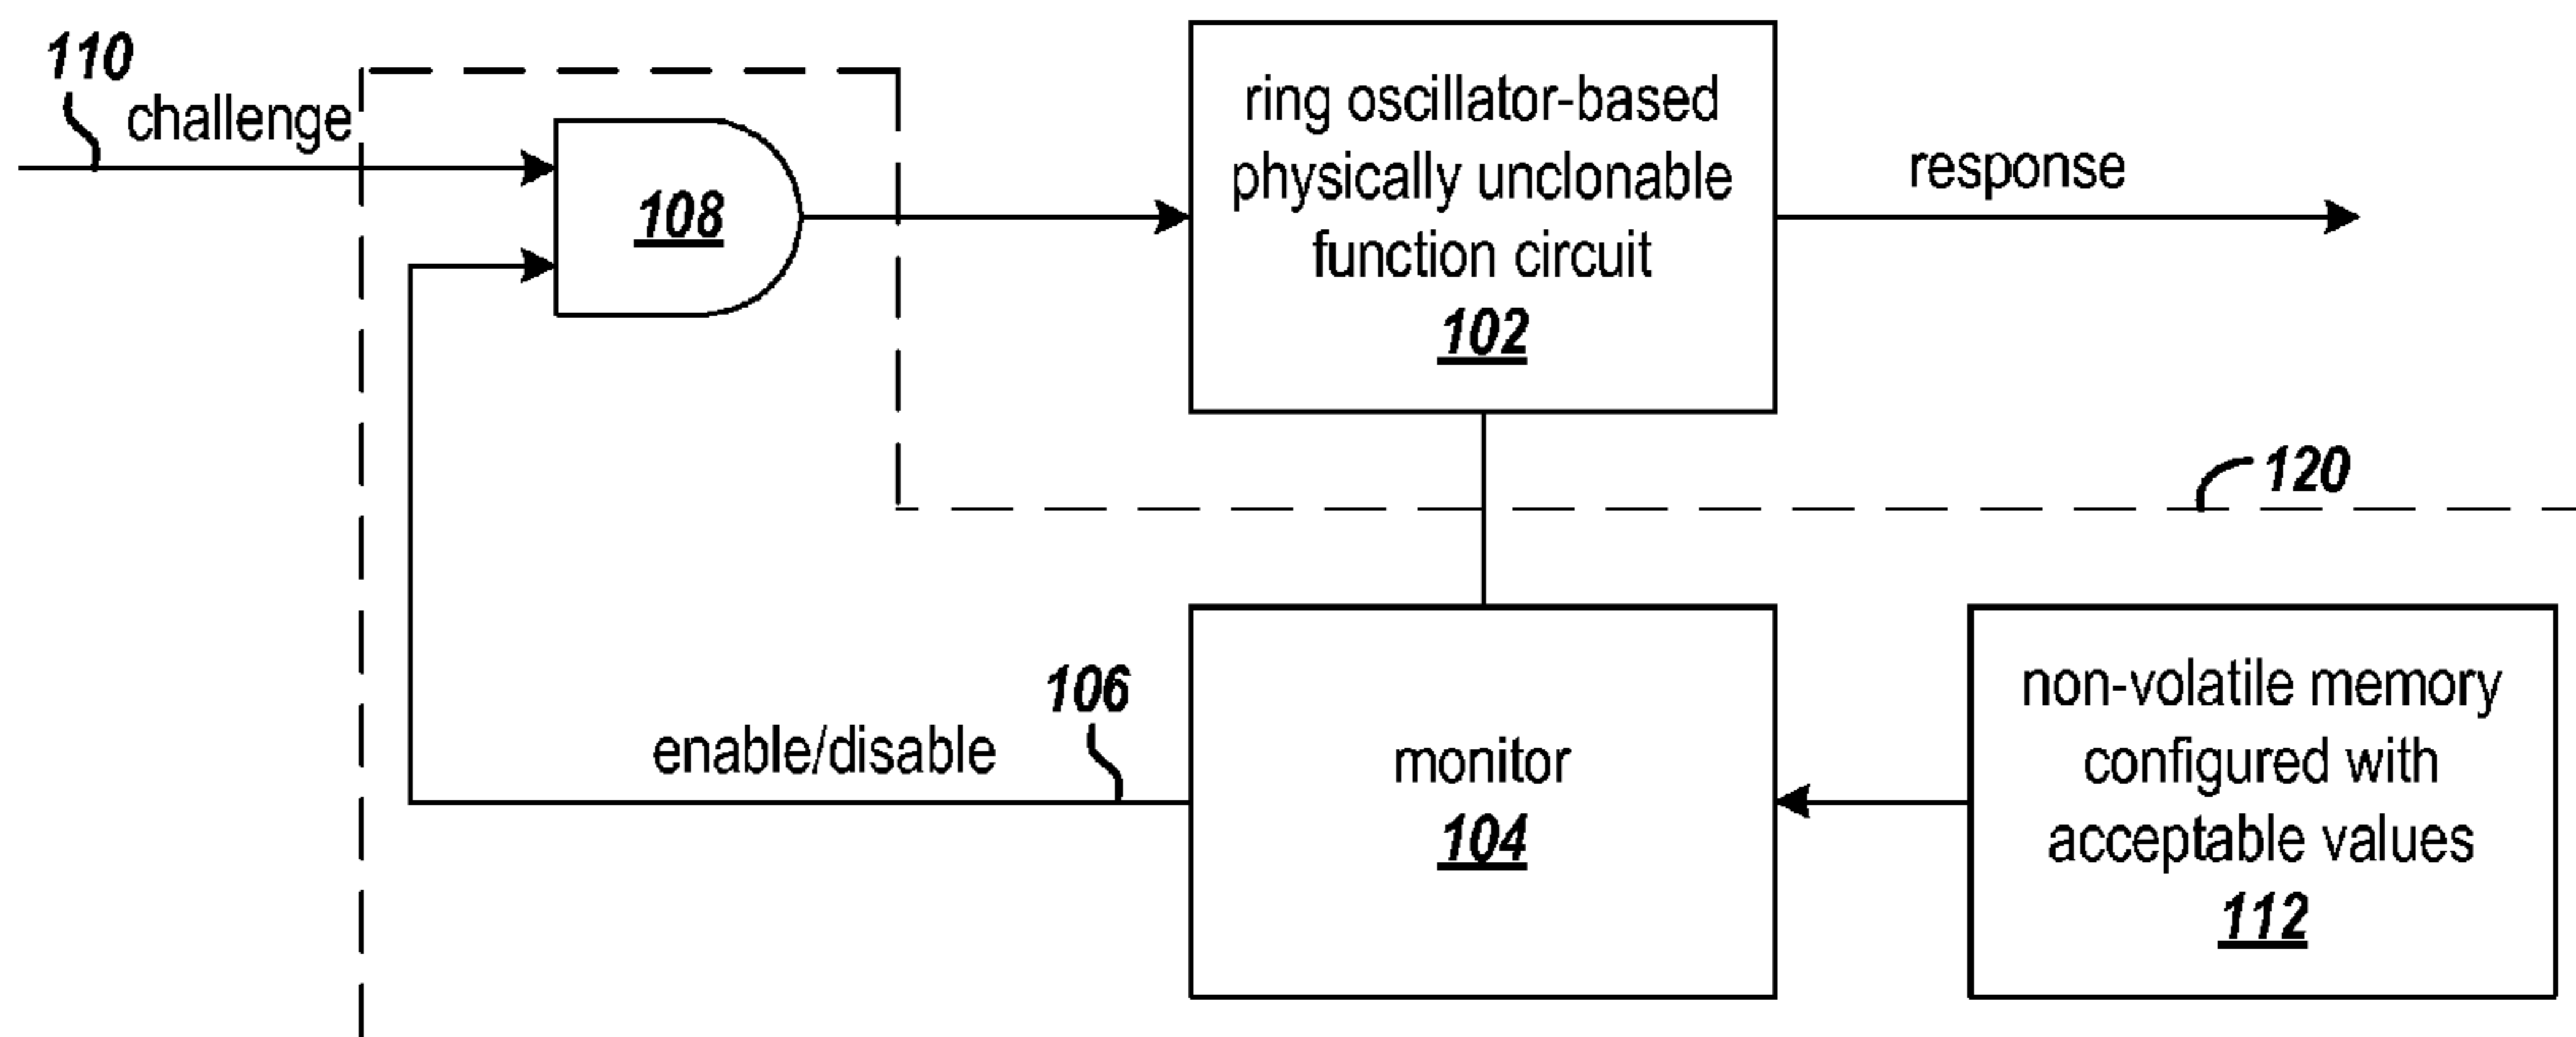 110
challenge
108
ring oscillator-based
physically unclonable
function circuit
102
response
120
106
enable/disable
monitor
104
non-volatile memory
configured with
acceptable values
112